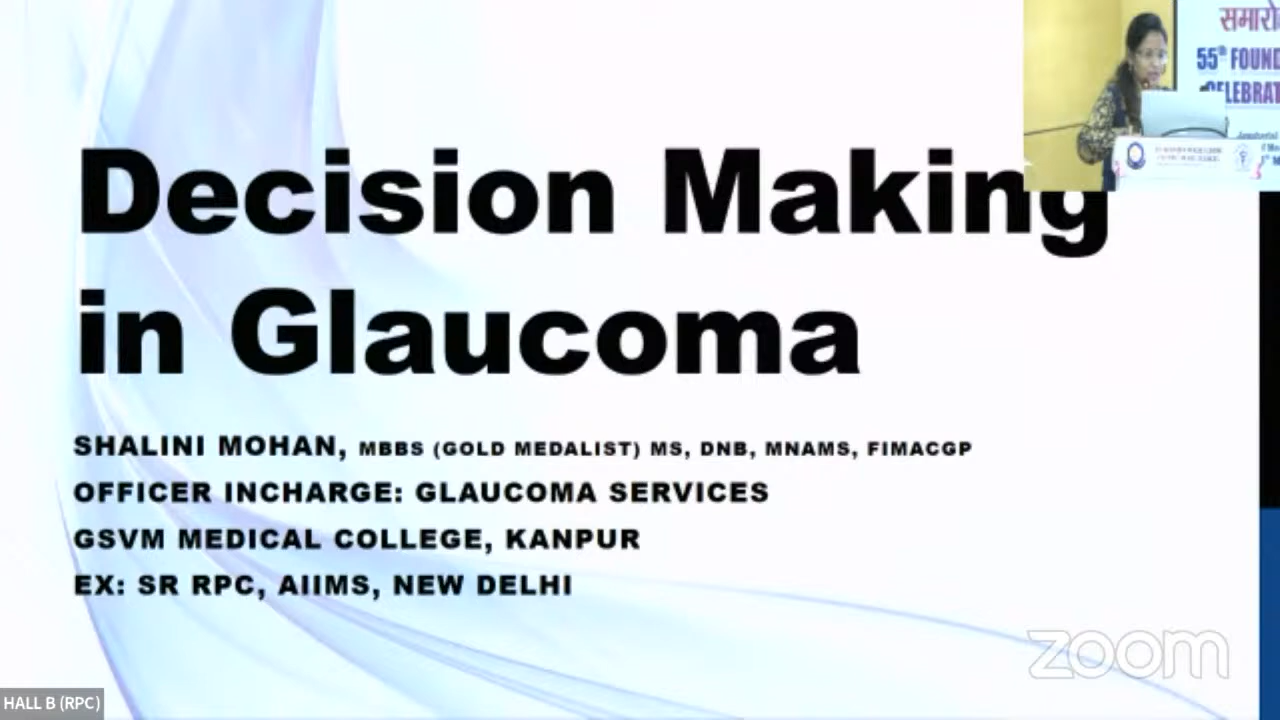 Decision Making
in Glaucoma
SHALINI MOHAN, MBBS (GOLD MEDALIST) MS, DNB, MNAMS, FIMACGP
OFFICER INCHARGE: GLAUCOMA SERVICES
GSVM MEDICAL COLLEGE, KANPUR
EX: SR RPC, AIIMS, NEW DELHI
समारो
55th FOUND
CELEBRAT
zoom
HALL B (RPC)